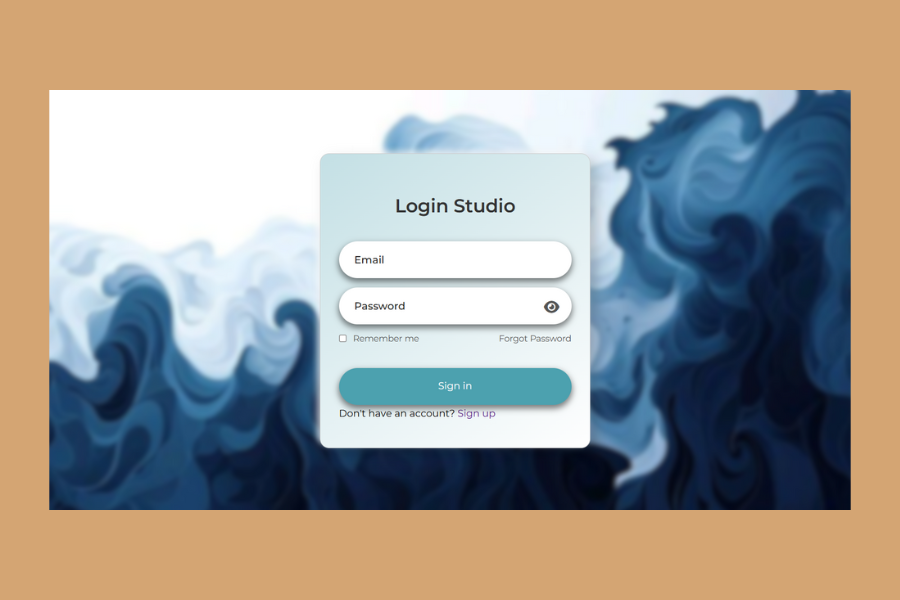 Login Studio
Email
Password
Remember me Forgot Password
Sign in
Don't have an account? Sign up